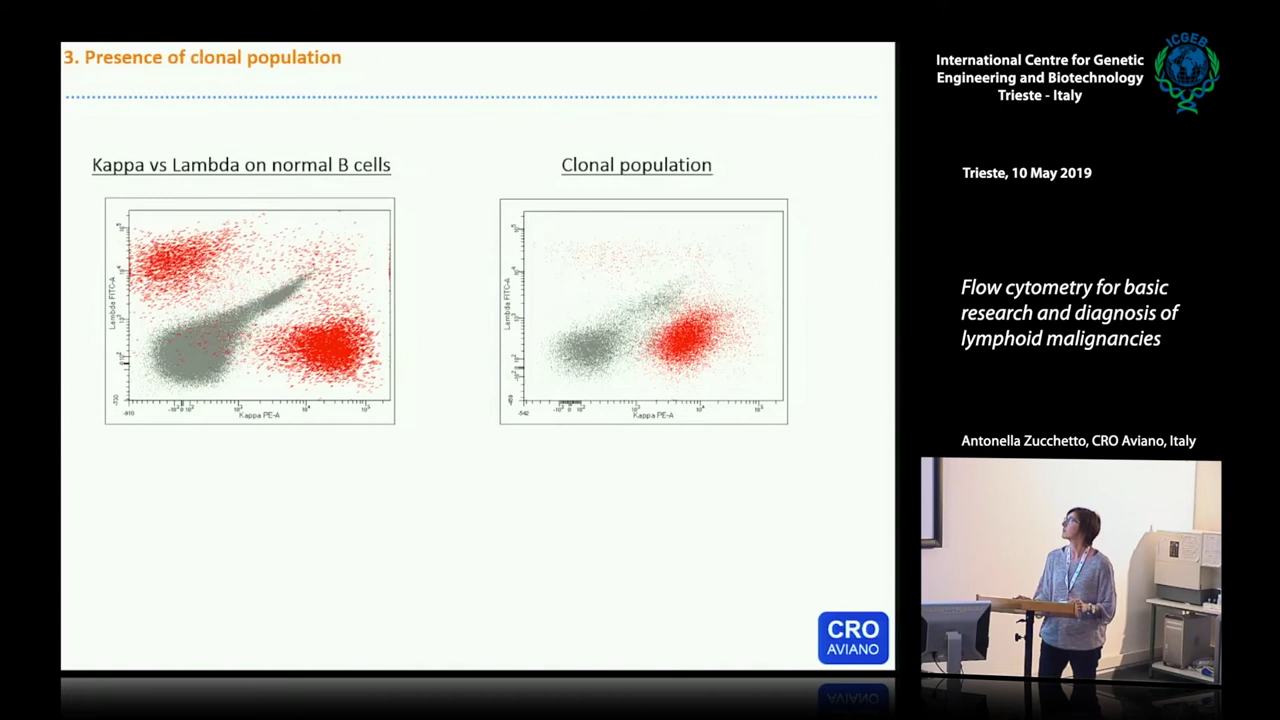 3. Presence of clonal population
Kappa vs Lambda on normal B cells
Clonal population
Lambda FITC-A
Kappa PE-A
Lambda FITC-A
Kappa PE-A
CRO
AVIANO
International Centre for Genetic
Engineering and Biotechnology
Trieste - Italy
ICGEB
Trieste, 10 May 2019
Flow cytometry for basic
research and diagnosis of
lymphoid malignancies
Antonella Zucchetto, CRO Aviano, Italy